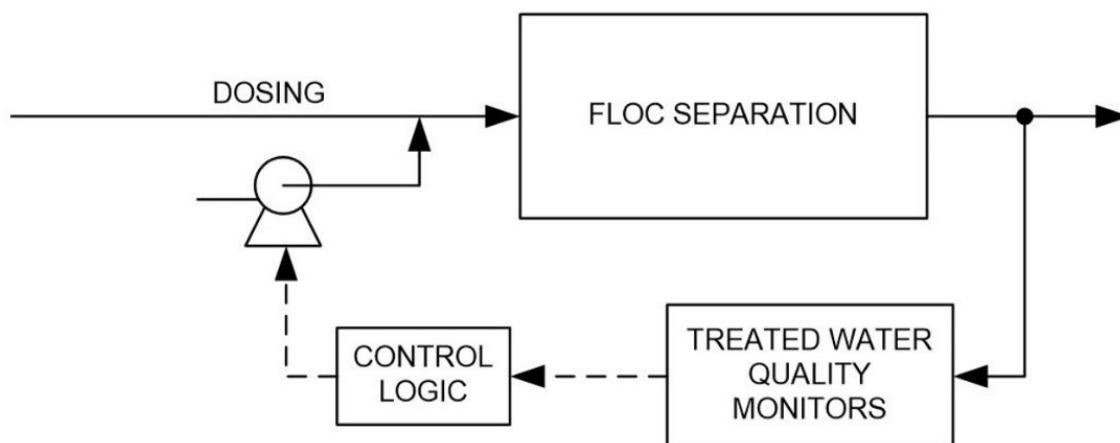 DOSING
FLOC SEPARATION
CONTROL
LOGIC
TREATED WATER
QUALITY
MONITORS